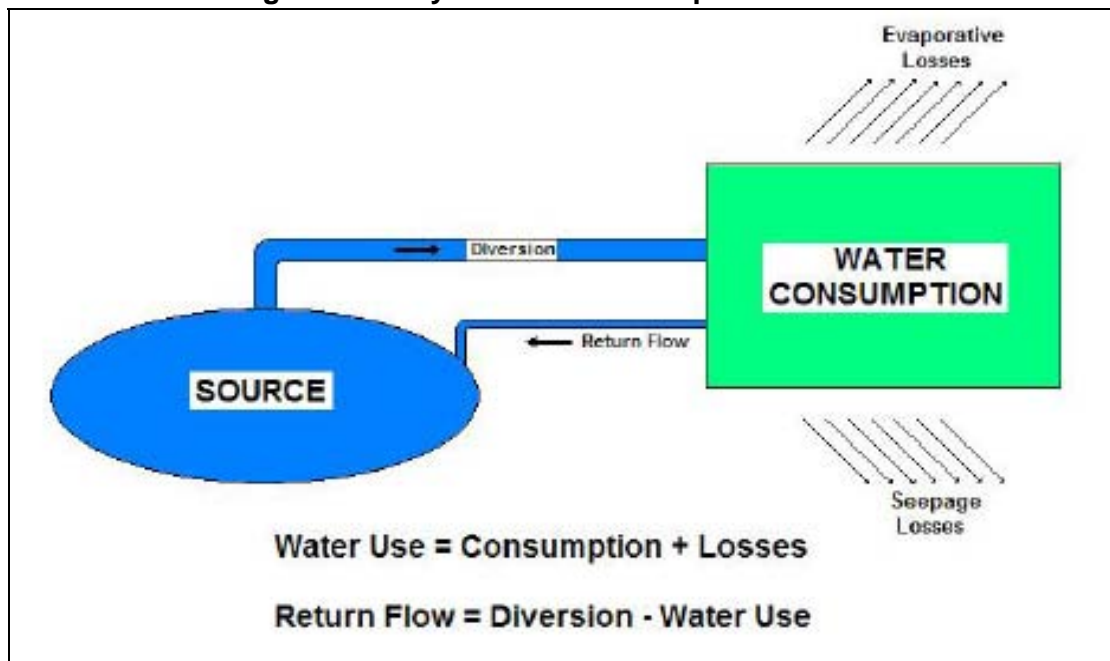 Evaporative
Losses
Diversion
WATER
CONSUMPTION
Return Flow
SOURCE
Seepage
Losses
Water Use = Consumption + Losses
Return Flow = Diversion - Water Use